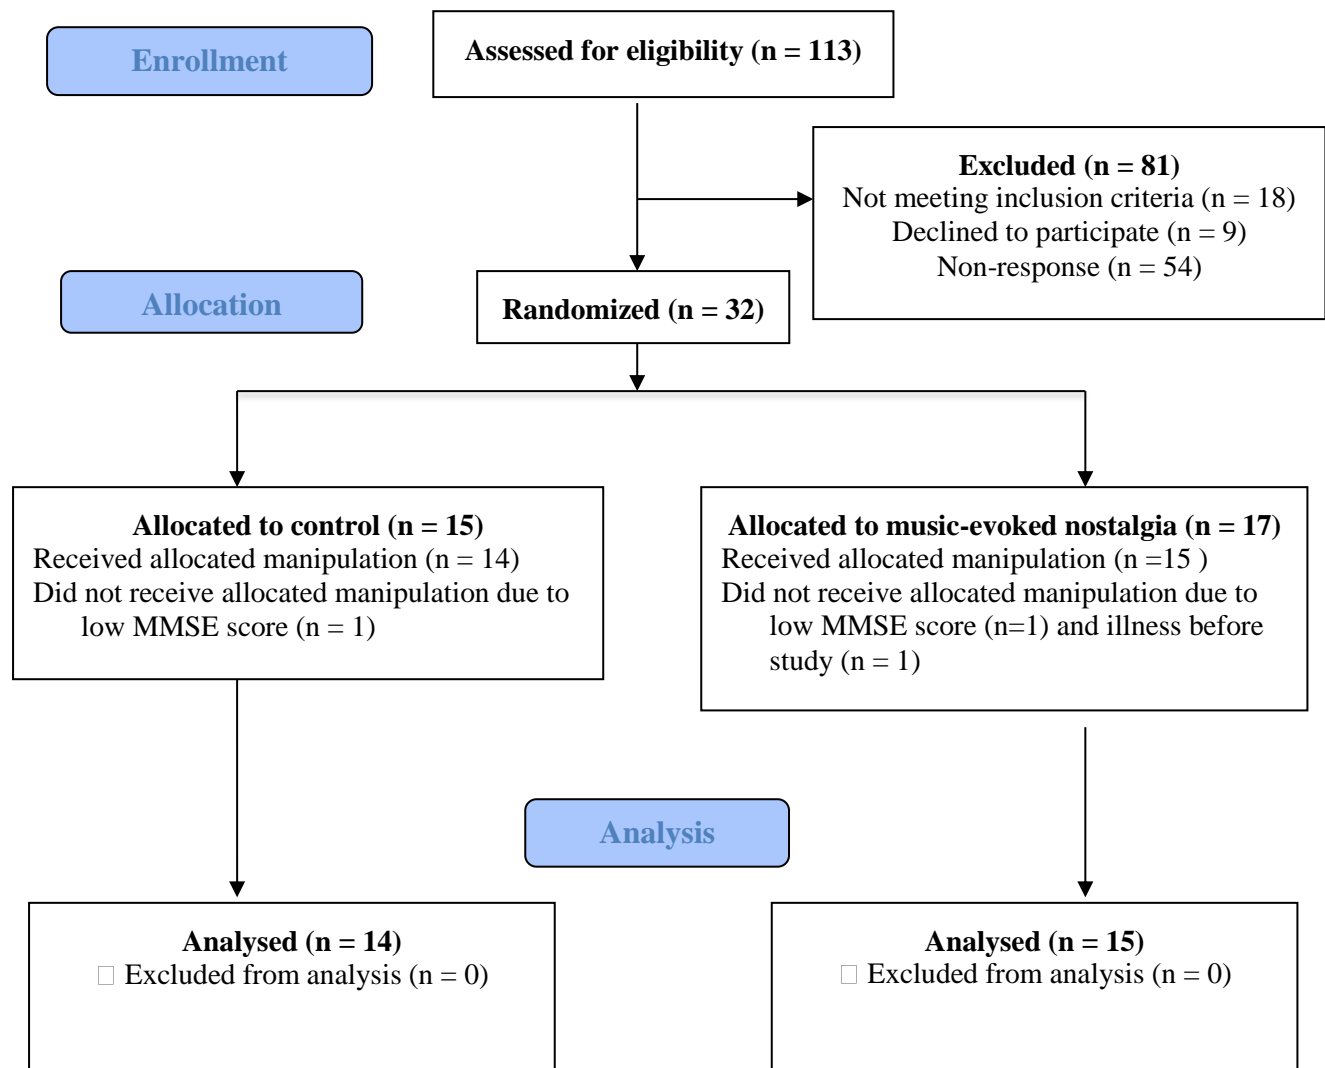 Enrollment
Assessed for eligibility (n = 113)
Excluded (n = 81)
Not meeting inclusion criteria (n = 18)
Declined to participate (n = 9)
Non-response (n = 54)
Allocation
Randomized (n = 32)
Allocated to control (n = 15)
Received allocated manipulation (n = 14)
Did not receive allocated manipulation due to
low MMSE score (n = 1)
Allocated to music-evoked nostalgia (n = 17)
Received allocated manipulation (n =15 )
Did not receive allocated manipulation due to
low MMSE score (n=1) and illness before
study (n = 1)
Analysis
Analysed (n = 14)
□ Excluded from analysis (n = 0)
Analysed (n = 15)
□ Excluded from analysis (n = 0)